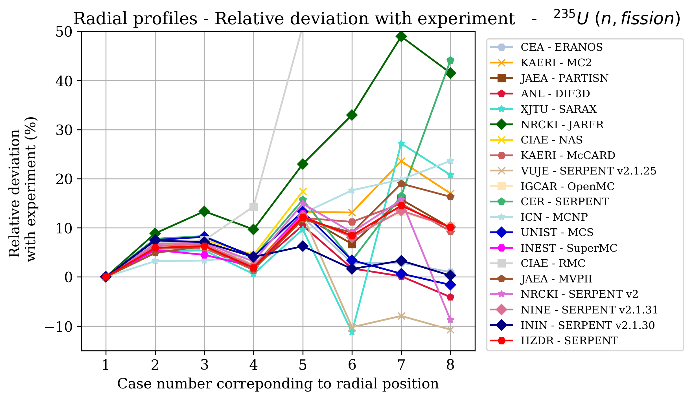 Radial profiles - Relative deviation with experiment - ²³⁵U (n, fission)
50
40
30
20
10
0
−10
Relative deviation
with experiment (%)
1 2 3 4 5 6 7 8
Case number correponding to radial position
CEA - ERANOS
KAERI - MC2
JAEA - PARTISN
ANL - DIF3D
XJTU - SARAX
NRCKI - JARFR
CIAE - NAS
KAERI - McCARD
VUJE - SERPENT v2.1.25
IGCAR - OpenMC
CER - SERPENT
ICN - MCNP
UNIST - MCS
INEST - SuperMC
CIAE - RMC
JAEA - MVPII
NRCKI - SERPENT v2
NINE - SERPENT v2.1.31
ININ - SERPENT v2.1.30
HZDR - SERPENT